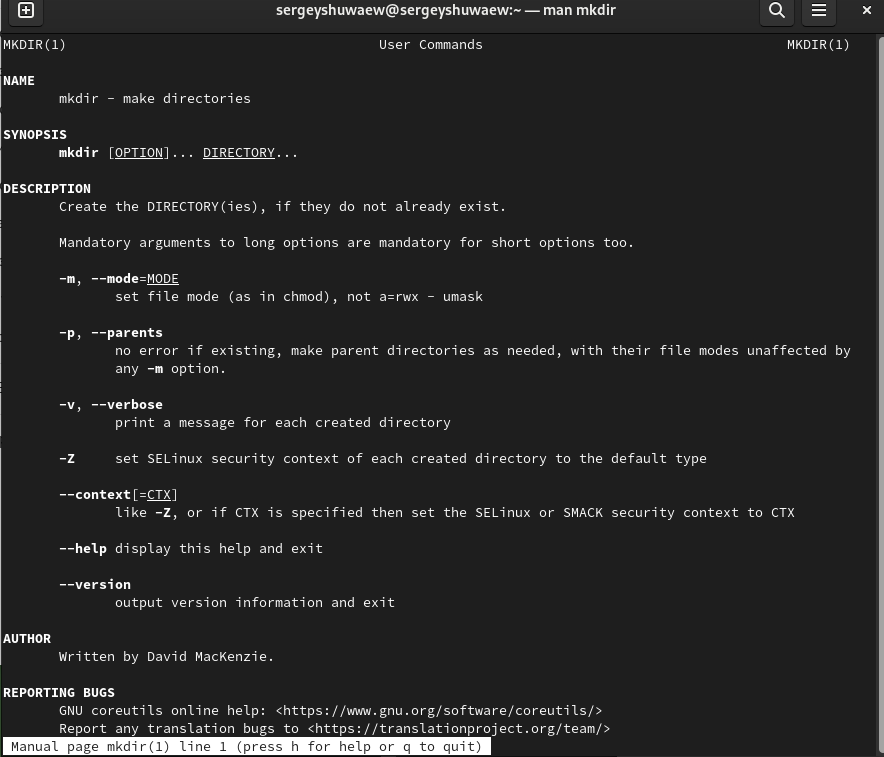 sergeyshuwaew@sergeyshuwaew:~ — man mkdir
MKDIR(1) User Commands MKDIR(1)
NAME
mkdir - make directories
SYNOPSIS
mkdir [OPTION]... DIRECTORY...
DESCRIPTION
Create the DIRECTORY(ies), if they do not already exist.
Mandatory arguments to long options are mandatory for short options too.
-m, --mode=MODE
set file mode (as in chmod), not a=rwx - umask
-p, --parents
no error if existing, make parent directories as needed, with their file modes unaffected by
any -m option.
-v, --verbose
print a message for each created directory
-Z set SELinux security context of each created directory to the default type
--context[=CTX]
like -Z, or if CTX is specified then set the SELinux or SMACK security context to CTX
--help display this help and exit
--version
output version information and exit
AUTHOR
Written by David MacKenzie.
REPORTING BUGS
GNU coreutils online help: <https://www.gnu.org/software/coreutils/>
Report any translation bugs to <https://translationproject.org/team/>
Manual page mkdir(1) line 1 (press h for help or q to quit)